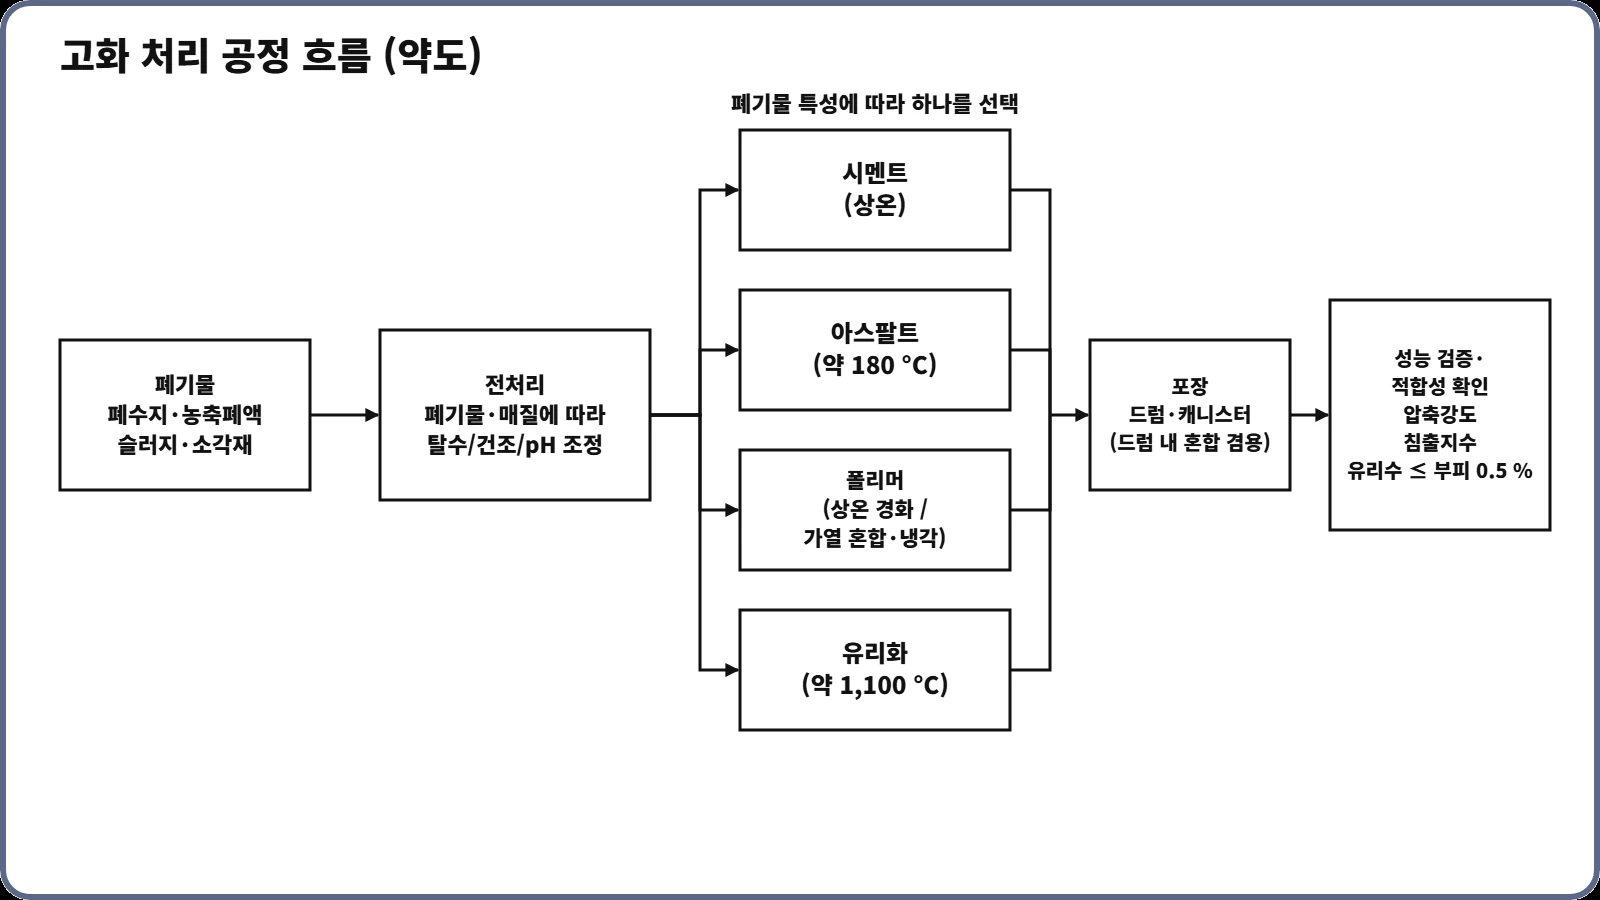 고화 처리 공정 흐름 (약도)
폐기물 특성에 따라 하나를 선택
폐기물
폐수지·농축폐액
슬러지·소각재
전처리
폐기물·매질에 따라
탈수/건조/pH 조정
시멘트
(상온)
아스팔트
(약 180 °C)
폴리머
(상온 경화 /
가열 혼합·냉각)
유리화
(약 1,100 °C)
포장
드럼·캐니스터
(드럼 내 혼합 겸용)
성능 검증·
적합성 확인
압축강도
침출지수
유리수 ≤ 부피 0.5 %